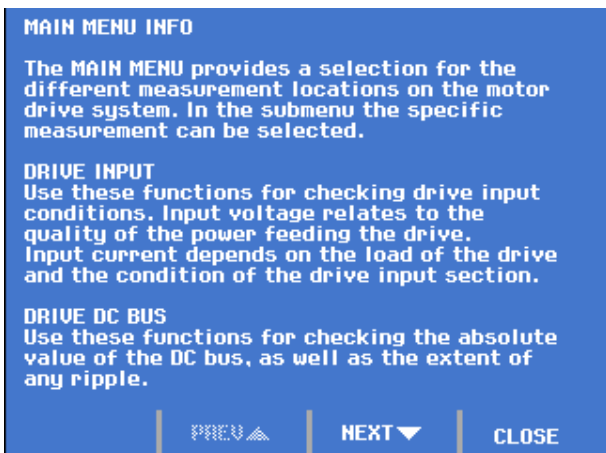 MAIN MENU INFO
The MAIN MENU provides a selection for the
different measurement locations on the motor
drive system. In the submenu the specific
measurement can be selected.
DRIVE INPUT
Use these functions for checking drive input
conditions. Input voltage relates to the
quality of the power feeding the drive.
Input current depends on the load of the drive
and the condition of the drive input section.
DRIVE DC BUS
Use these functions for checking the absolute
value of the DC bus, as well as the extent of
any ripple.
PREV▲ NEXT▼ CLOSE